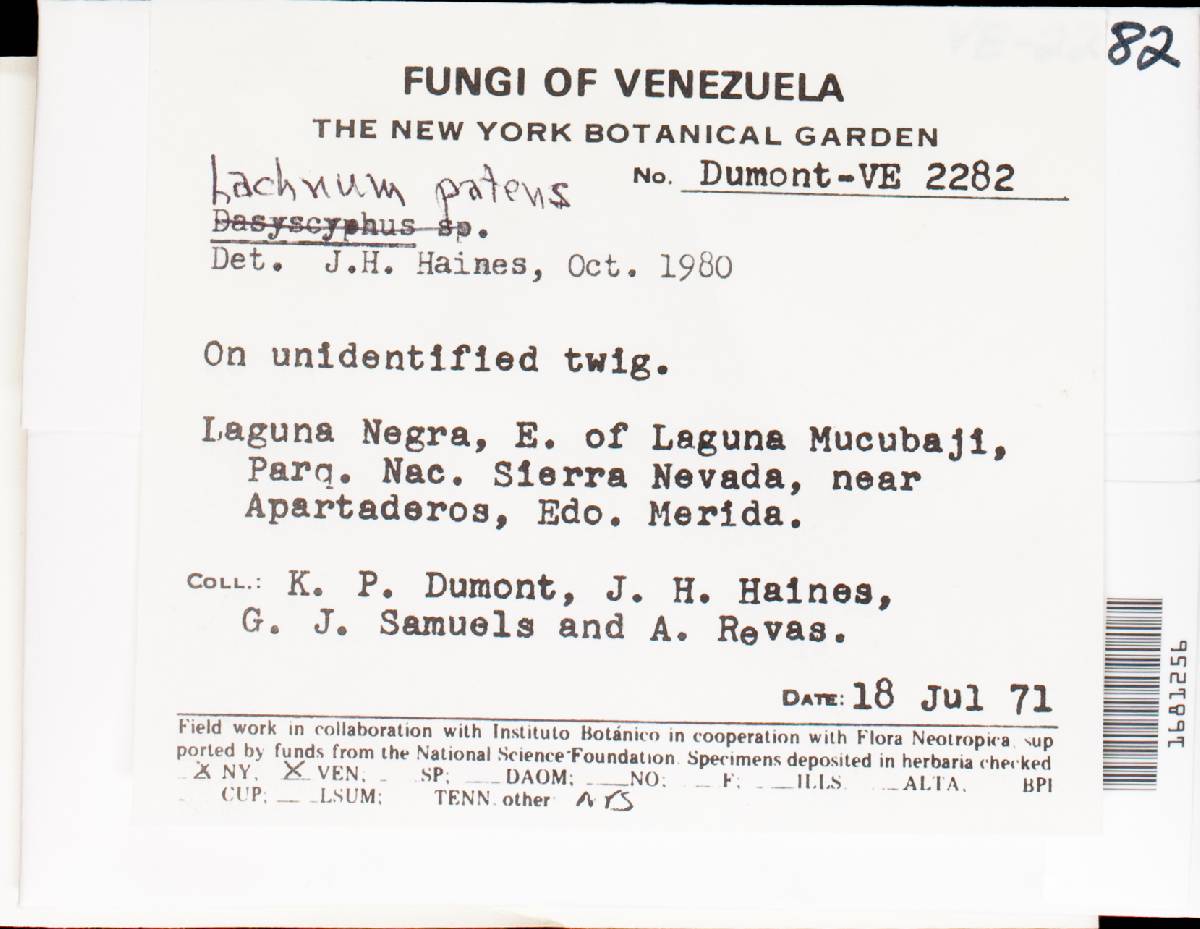 82
FUNGI OF VENEZUELA
THE NEW YORK BOTANICAL GARDEN
No. Dumont-VE 2282
Lachnum patens
Dasyscyphus sp.
Det. J.H. Haines, Oct. 1980
On unidentified twig.
Laguna Negra, E. of Laguna Mucubaji,
Parq. Nac. Sierra Nevada, near
Apartaderos, Edo. Merida.
COLL.: K. P. Dumont, J. H. Haines,
G. J. Samuels and A. Revas.
DATE: 18 Jul 71
Field work in collaboration with Instituto Botánico in cooperation with Flora Neotropica, sup
ported by funds from the National Science Foundation. Specimens deposited in herbaria checked
X NY, X VEN, SP; DAOM; NO; F; ILLS, ALTA, BPI
CUP; LSUM; TENN. other NYS
1681256